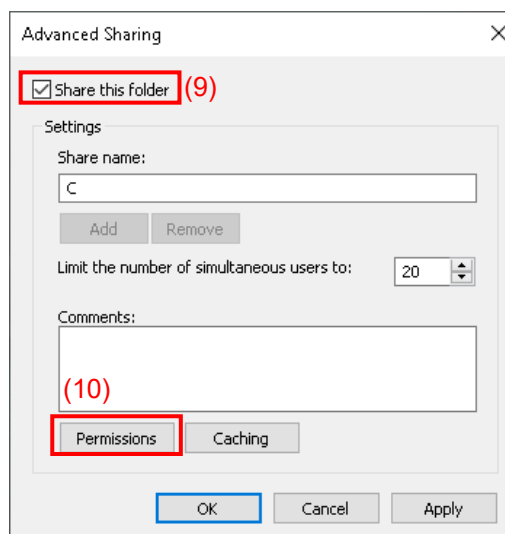 Advanced Sharing
Share this folder (9)
Settings
Share name:
C
Add Remove
Limit the number of simultaneous users to: 20
Comments:
(10)
Permissions Caching
OK Cancel Apply